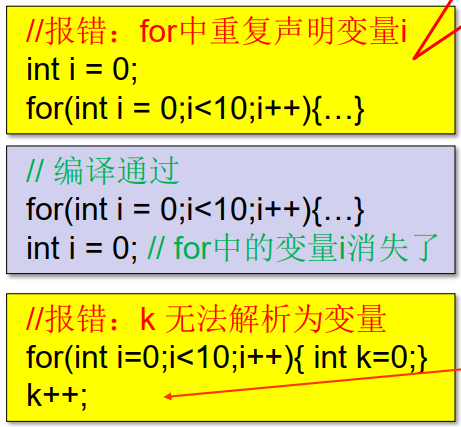 //报错：for中重复声明变量i
int i = 0;
for(int i = 0;i<10;i++){…}
// 编译通过
for(int i = 0;i<10;i++){…}
int i = 0; // for中的变量i消失了
//报错：k 无法解析为变量
for(int i=0;i<10;i++){ int k=0;}
k++;